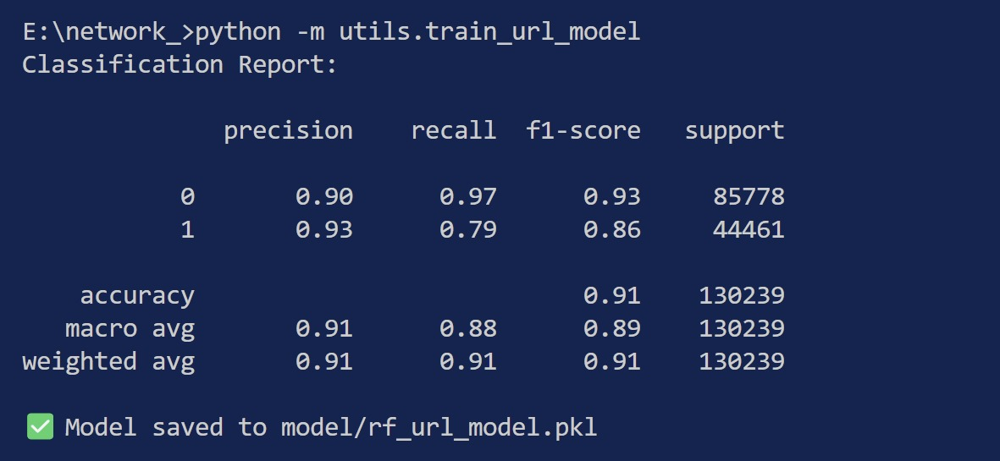 E:\network_>python -m utils.train_url_model
Classification Report:
precision recall f1-score support
0 0.90 0.97 0.93 85778
1 0.93 0.79 0.86 44461
accuracy 0.91 130239
macro avg 0.91 0.88 0.89 130239
weighted avg 0.91 0.91 0.91 130239
✅ Model saved to model/rf_url_model.pkl